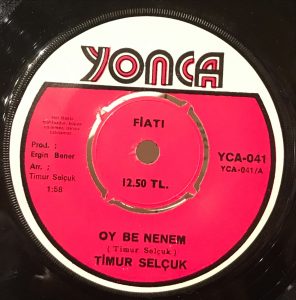 YONCA
FİATI
Prod. :
Ergin Bener
Arr. :
Timur Selçuk
1:58
12.50 TL.
YCA-041
YCA-041/A
OY BE NENEM
( Timur Selçuk )
TİMUR SELÇUK